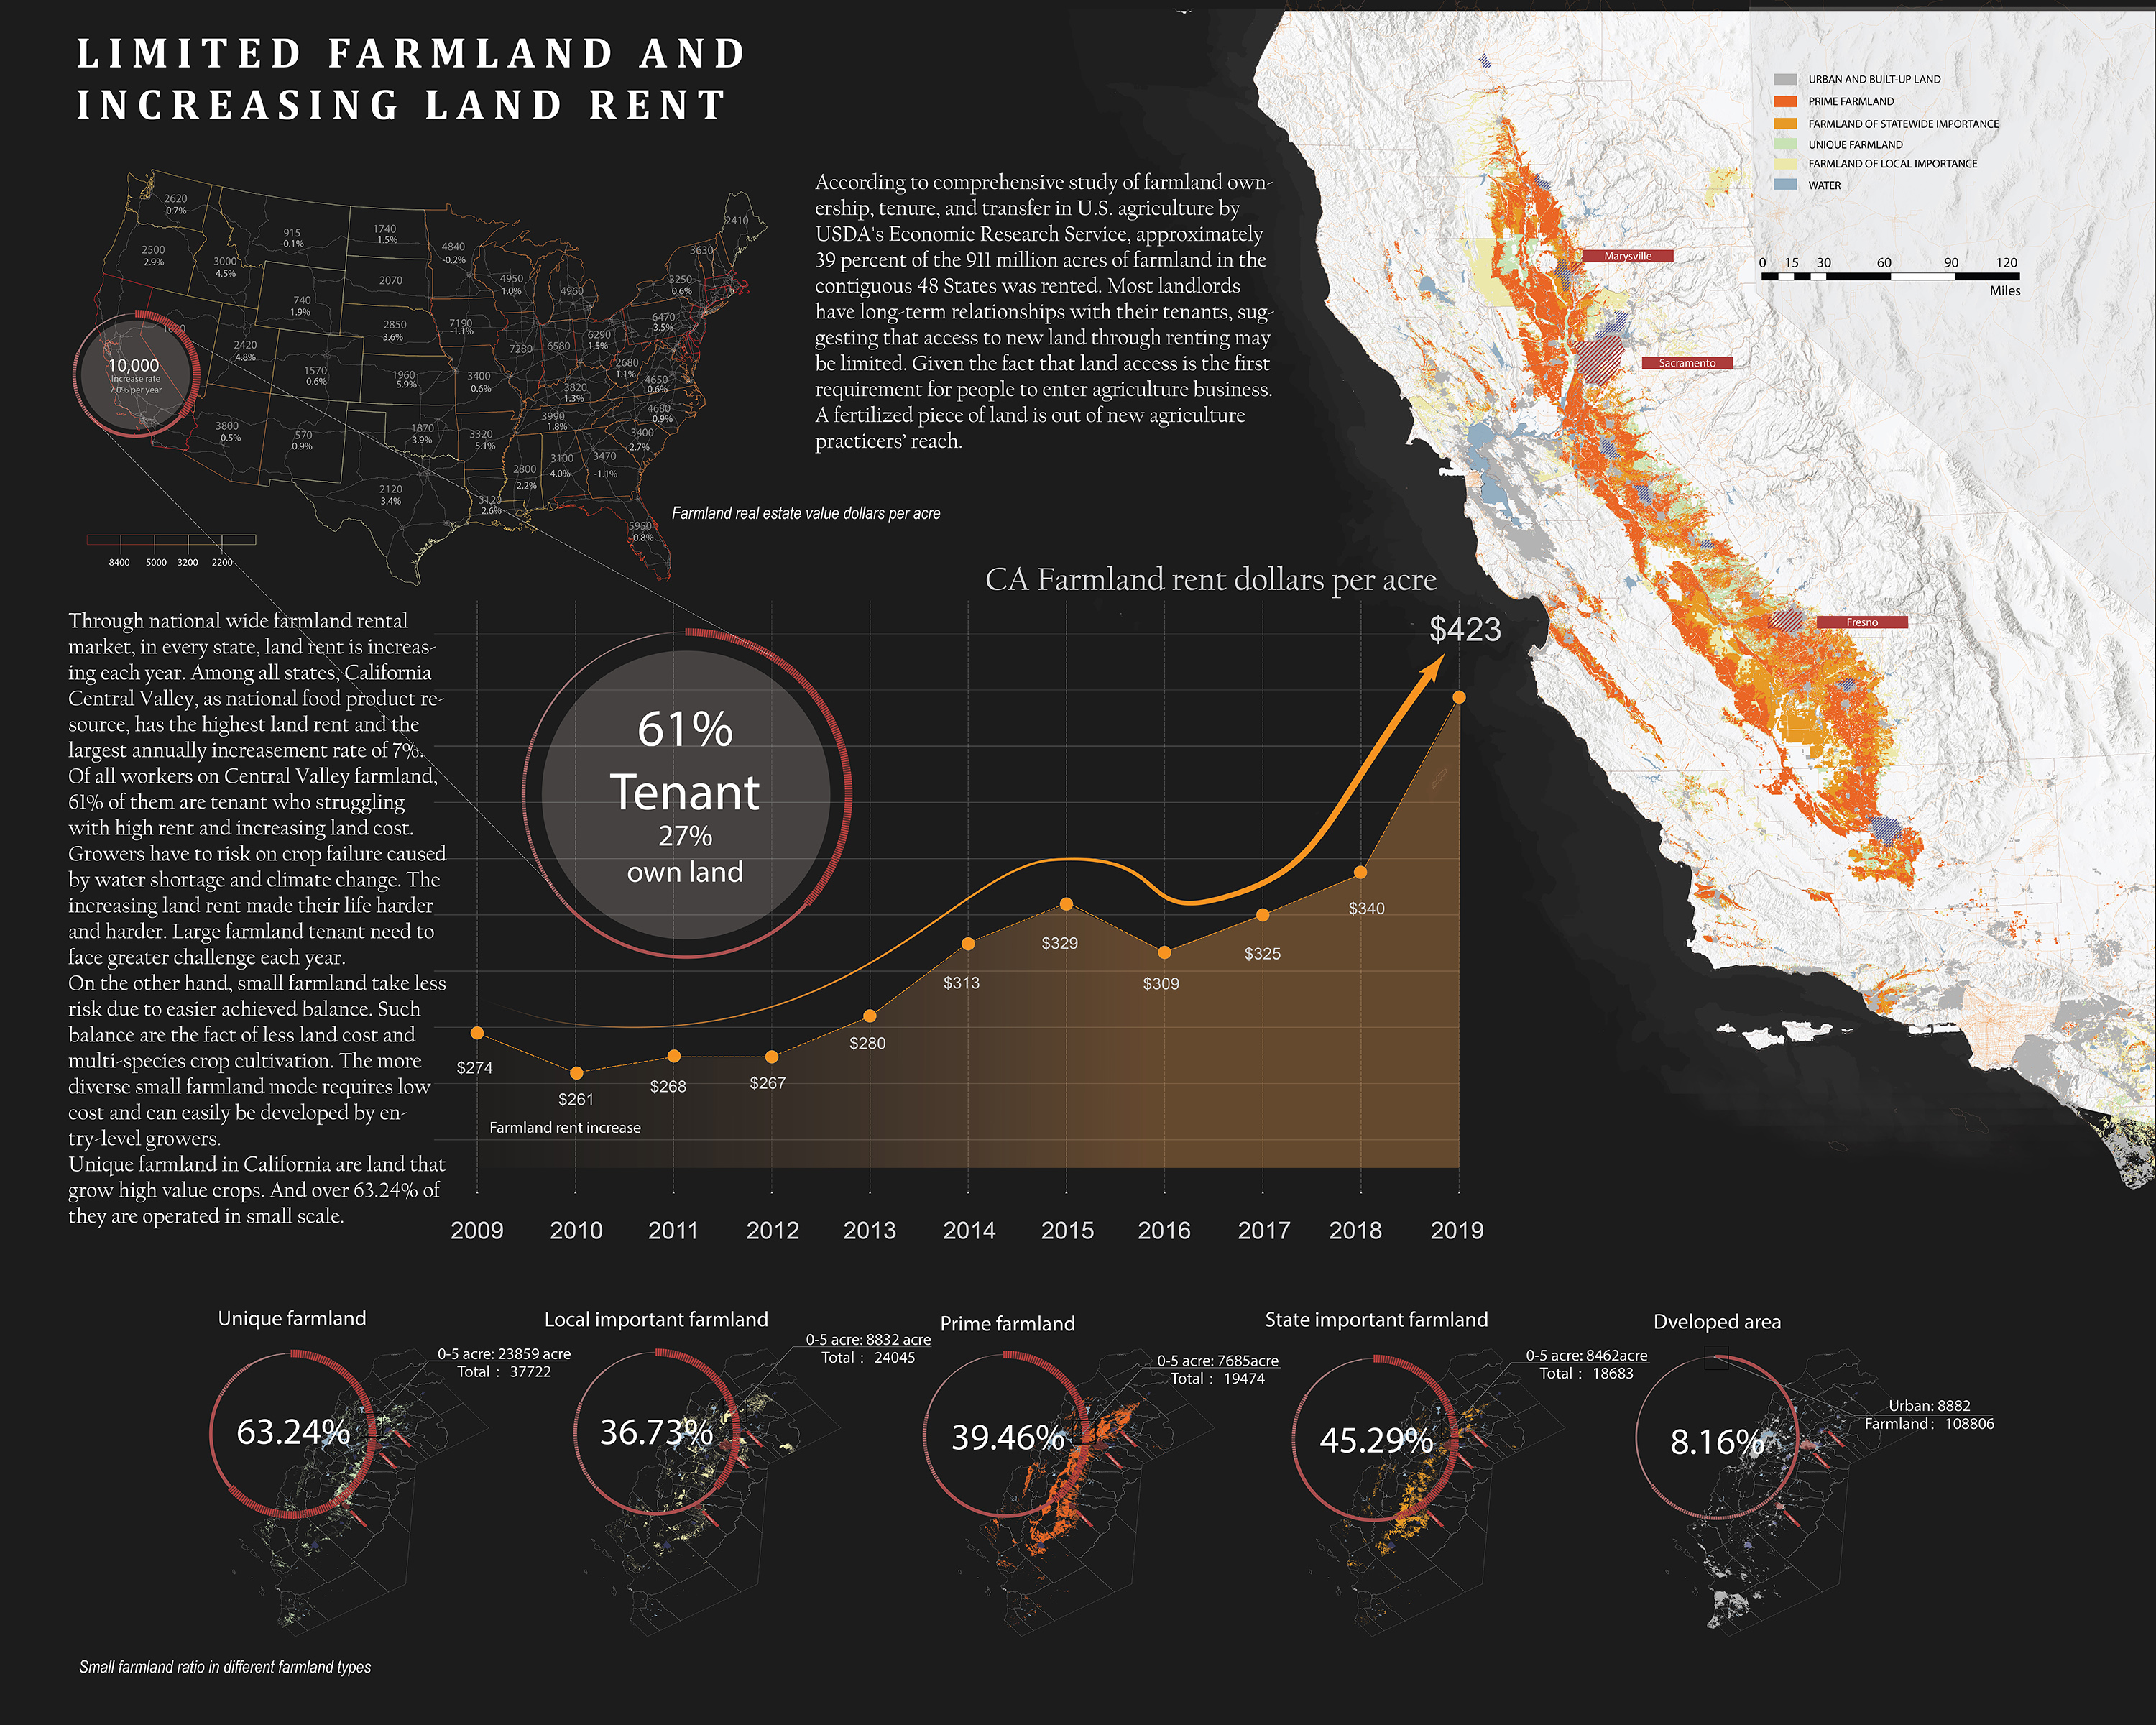 LIMITED FARMLAND AND
INCREASING LAND RENT
2620
-0.7%
2500
2.9%
3000
4.5%
915
-0.1%
1740
1.5%
4840
-0.2%
2070
740
1.9%
4950
1.0%
4960
2410
3630
3250
0.6%
6470
3.5%
1620
10,000
Increase rate
7.0% per year
2420
4.8%
1570
0.6%
2850
3.6%
7190
-1.1%
7280
6580
6290
1.5%
2680
1.1%
4650
0.6%
1960
5.9%
3400
0.6%
3820
1.3%
3990
1.8%
4680
0.9%
3800
0.5%
570
0.9%
1870
3.9%
3320
5.1%
3400
2.7%
2800
2.2%
3100
4.0%
3470
-1.1%
2120
3.4%
3120
2.6%
5950
-0.8%
8400 5000 3200 2200
Farmland real estate value dollars per acre
According to comprehensive study of farmland own-
ership, tenure, and transfer in U.S. agriculture by
USDA's Economic Research Service, approximately
39 percent of the 911 million acres of farmland in the
contiguous 48 States was rented. Most landlords
have long-term relationships with their tenants, sug-
gesting that access to new land through renting may
be limited. Given the fact that land access is the first
requirement for people to enter agriculture business.
A fertilized piece of land is out of new agriculture
practicers' reach.
URBAN AND BUILT-UP LAND
PRIME FARMLAND
FARMLAND OF STATEWIDE IMPORTANCE
UNIQUE FARMLAND
FARMLAND OF LOCAL IMPORTANCE
WATER
0 15 30 60 90 120
Miles
Marysville
Sacramento
Fresno
Through national wide farmland rental
market, in every state, land rent is increas-
ing each year. Among all states, California
Central Valley, as national food product re-
source, has the highest land rent and the
largest annually increasement rate of 7%.
Of all workers on Central Valley farmland,
61% of them are tenant who struggling
with high rent and increasing land cost.
Growers have to risk on crop failure caused
by water shortage and climate change. The
increasing land rent made their life harder
and harder. Large farmland tenant need to
face greater challenge each year.
On the other hand, small farmland take less
risk due to easier achieved balance. Such
balance are the fact of less land cost and
multi-species crop cultivation. The more
diverse small farmland mode requires low
cost and can easily be developed by en-
try-level growers.
Unique farmland in California are land that
grow high value crops. And over 63.24% of
they are operated in small scale.
CA Farmland rent dollars per acre
61%
Tenant
27%
own land
$274
$261
$268
$267
$280
$313
$329
$309
$325
$340
$423
Farmland rent increase
2009 2010 2011 2012 2013 2014 2015 2016 2017 2018 2019
Unique farmland
0-5 acre: 23859 acre
Total : 37722
63.24%
Local important farmland
0-5 acre: 8832 acre
Total : 24045
36.73%
Prime farmland
0-5 acre: 7685acre
Total : 19474
39.46%
State important farmland
0-5 acre: 8462acre
Total : 18683
45.29%
Dveloped area
Urban: 8882
Farmland : 108806
8.16%
Small farmland ratio in different farmland types